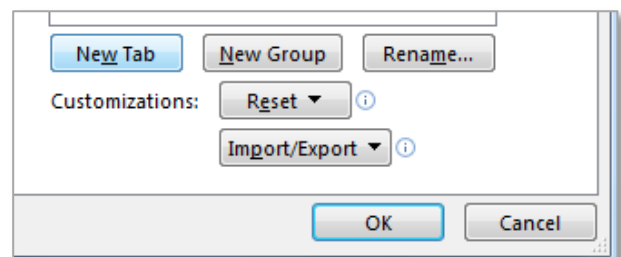 New Tab New Group Rename...
Customizations: Reset
Import/Export
OK Cancel